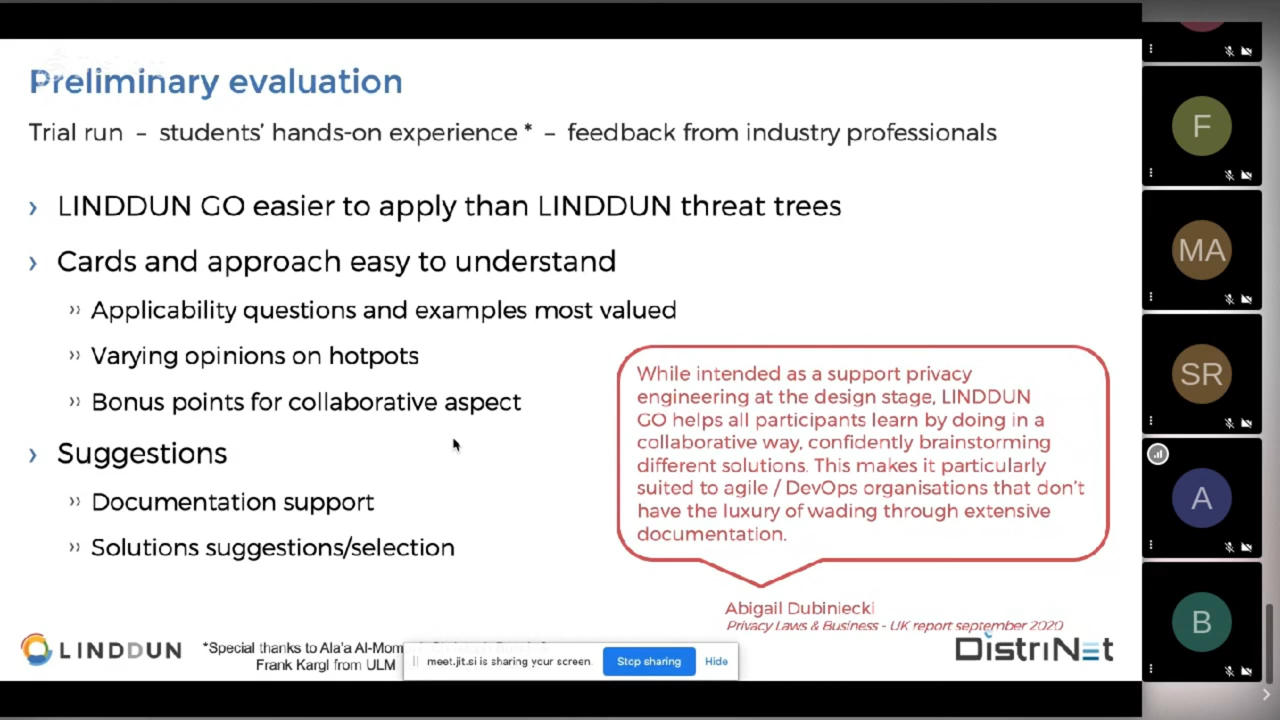 Preliminary evaluation
Trial run – students' hands-on experience * – feedback from industry professionals
› LINDDUN GO easier to apply than LINDDUN threat trees
› Cards and approach easy to understand
›› Applicability questions and examples most valued
›› Varying opinions on hotpots
›› Bonus points for collaborative aspect
› Suggestions
›› Documentation support
›› Solutions suggestions/selection
While intended as a support privacy
engineering at the design stage, LINDDUN
GO helps all participants learn by doing in a
collaborative way, confidently brainstorming
different solutions. This makes it particularly
suited to agile / DevOps organisations that don't
have the luxury of wading through extensive
documentation.
Abigail Dubiniecki
Privacy Laws & Business - UK report september 2020
LINDDUN
*Special thanks to Ala'a Al-Mom
Frank Kargl from ULM
meet.jit.si is sharing your screen.
Stop sharing
Hide
DistriNet
F
MA
SR
A
B